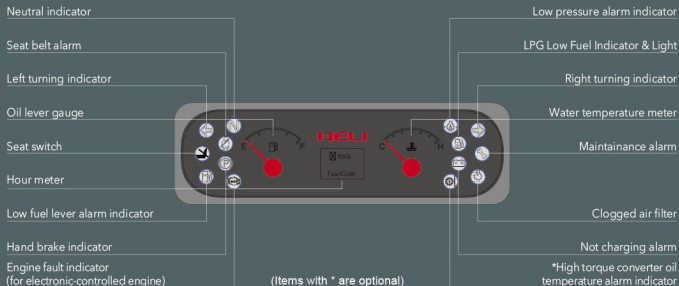 Neutral indicator
Seat belt alarm
Left turning indicator
Oil lever gauge
Seat switch
Hour meter
Low fuel lever alarm indicator
Hand brake indicator
Engine fault indicator
(for electronic-controlled engine)
E
F
HELI
FaultCode:
C
H
P
(Items with * are optional)
Low pressure alarm indicator
LPG Low Fuel Indicator & Light
Right turning indicator
Water temperature meter
Maintainance alarm
Clogged air filter
Not charging alarm
*High torque converter oil
temperature alarm indicator